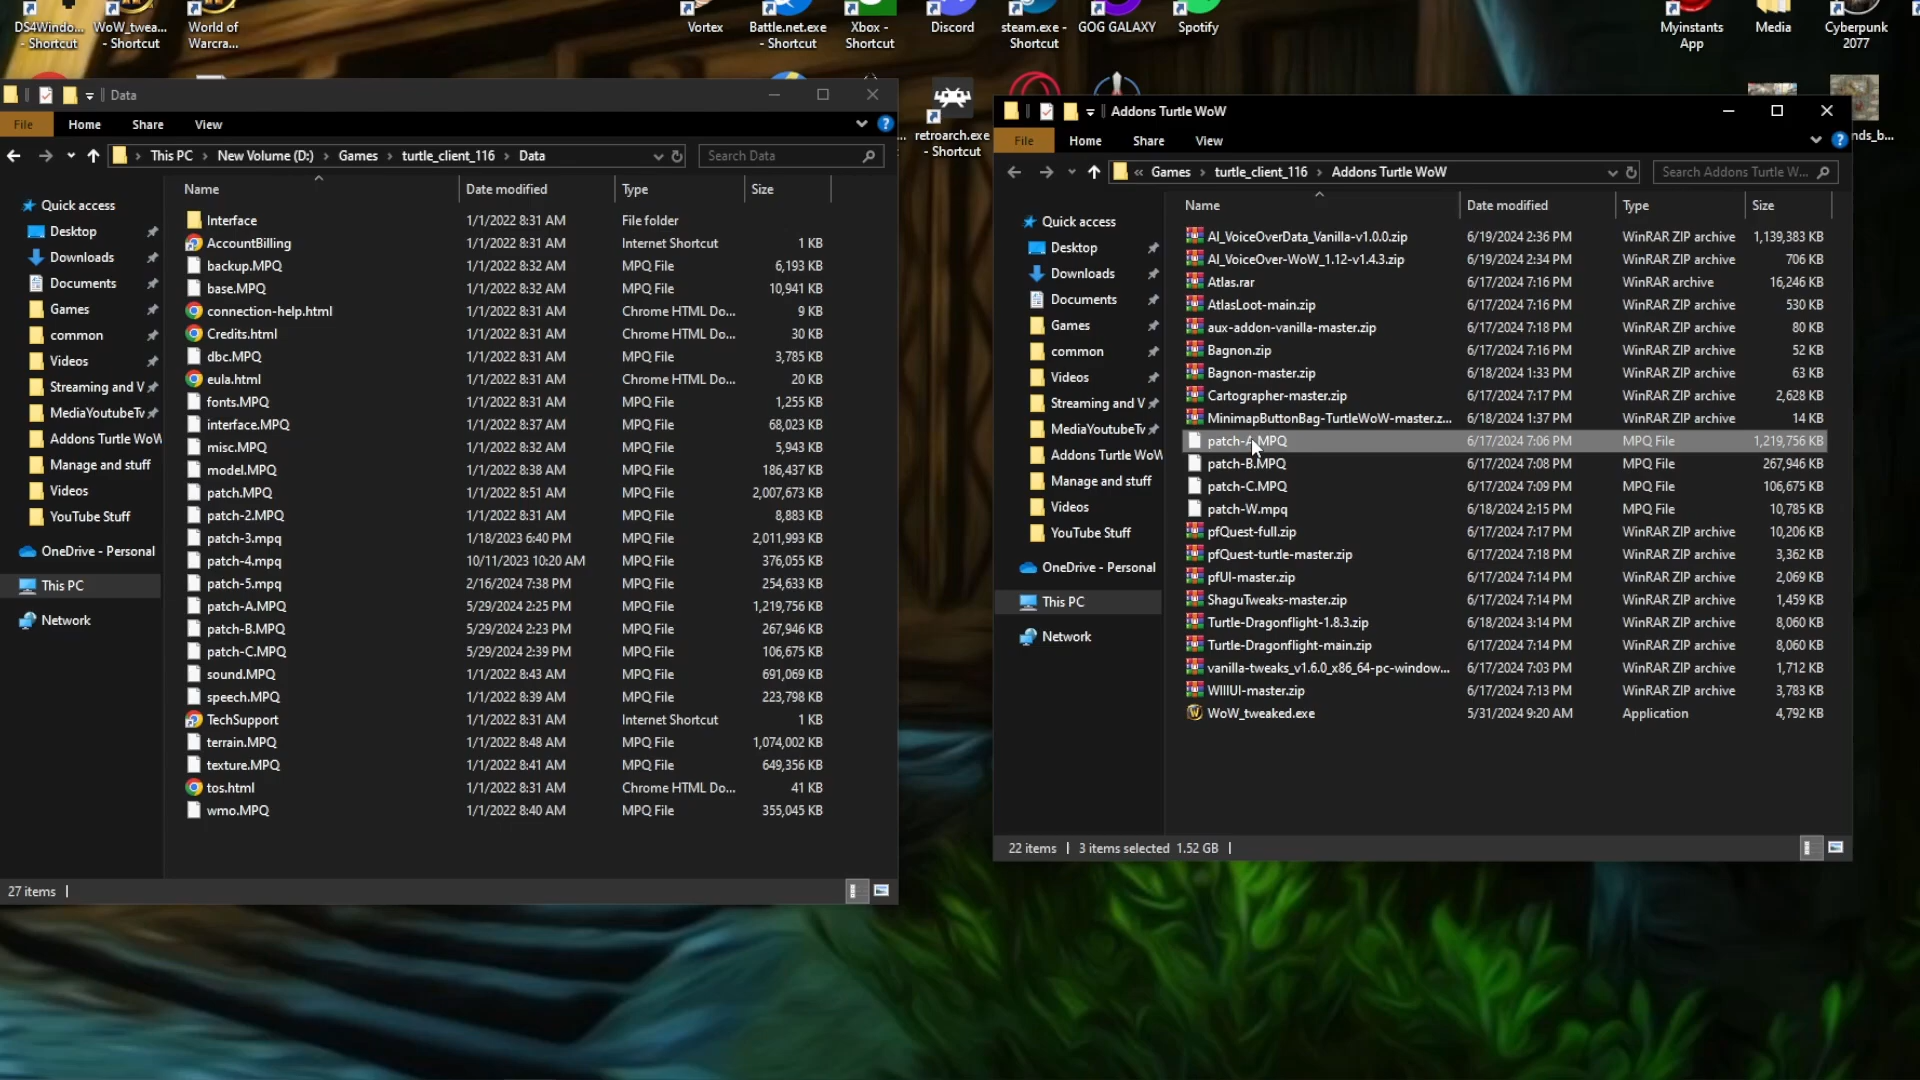 DS4Windo...
- Shortcut
WoW_twea...
- Shortcut
World of
Warcra...
Vortex
Battle.net.exe
- Shortcut
Xbox -
Shortcut
Discord
steam.exe -
Shortcut
GOG GALAXY
Spotify
Myinstants
App
Media
Cyberpunk
2077
retroarch.exe
- Shortcut
nds_b...
Data
File Home Share View
This PC > New Volume (D:) > Games > turtle_client_116 > Data
Search Data
Name Date modified Type Size
Quick access
Desktop
Downloads
Documents
Games
common
Videos
Streaming and V
MediaYoutubeTv
Addons Turtle WoW
Manage and stuff
Videos
YouTube Stuff
OneDrive - Personal
This PC
Network
Interface 1/1/2022 8:31 AM File folder
AccountBilling 1/1/2022 8:31 AM Internet Shortcut 1 KB
backup.MPQ 1/1/2022 8:32 AM MPQ File 6,193 KB
base.MPQ 1/1/2022 8:32 AM MPQ File 10,941 KB
connection-help.html 1/1/2022 8:31 AM Chrome HTML Do... 9 KB
Credits.html 1/1/2022 8:31 AM Chrome HTML Do... 30 KB
dbc.MPQ 1/1/2022 8:31 AM MPQ File 3,785 KB
eula.html 1/1/2022 8:31 AM Chrome HTML Do... 20 KB
fonts.MPQ 1/1/2022 8:31 AM MPQ File 1,255 KB
interface.MPQ 1/1/2022 8:37 AM MPQ File 68,023 KB
misc.MPQ 1/1/2022 8:32 AM MPQ File 5,943 KB
model.MPQ 1/1/2022 8:38 AM MPQ File 186,437 KB
patch.MPQ 1/1/2022 8:51 AM MPQ File 2,007,673 KB
patch-2.MPQ 1/1/2022 8:31 AM MPQ File 8,883 KB
patch-3.mpq 1/18/2023 6:40 PM MPQ File 2,011,993 KB
patch-4.mpq 10/11/2023 10:20 AM MPQ File 376,055 KB
patch-5.mpq 2/16/2024 7:38 PM MPQ File 254,633 KB
patch-A.MPQ 5/29/2024 2:25 PM MPQ File 1,219,756 KB
patch-B.MPQ 5/29/2024 2:23 PM MPQ File 267,946 KB
patch-C.MPQ 5/29/2024 2:39 PM MPQ File 106,675 KB
sound.MPQ 1/1/2022 8:43 AM MPQ File 691,069 KB
speech.MPQ 1/1/2022 8:39 AM MPQ File 223,798 KB
TechSupport 1/1/2022 8:31 AM Internet Shortcut 1 KB
terrain.MPQ 1/1/2022 8:48 AM MPQ File 1,074,002 KB
texture.MPQ 1/1/2022 8:41 AM MPQ File 649,356 KB
tos.html 1/1/2022 8:31 AM Chrome HTML Do... 41 KB
wmo.MPQ 1/1/2022 8:40 AM MPQ File 355,045 KB
27 items
Addons Turtle WoW
File Home Share View
« Games > turtle_client_116 > Addons Turtle WoW
Search Addons Turtle W...
Name Date modified Type Size
Quick access
Desktop
Downloads
Documents
Games
common
Videos
Streaming and V
MediaYoutubeTv
Addons Turtle WoW
Manage and stuff
Videos
YouTube Stuff
OneDrive - Personal
This PC
Network
AI_VoiceOverData_Vanilla-v1.0.0.zip 6/19/2024 2:36 PM WinRAR ZIP archive 1,139,383 KB
AI_VoiceOver-WoW_1.12-v1.4.3.zip 6/19/2024 2:34 PM WinRAR ZIP archive 706 KB
Atlas.rar 6/17/2024 7:16 PM WinRAR archive 16,246 KB
AtlasLoot-main.zip 6/17/2024 7:16 PM WinRAR ZIP archive 530 KB
aux-addon-vanilla-master.zip 6/17/2024 7:18 PM WinRAR ZIP archive 80 KB
Bagnon.zip 6/17/2024 7:16 PM WinRAR ZIP archive 52 KB
Bagnon-master.zip 6/18/2024 1:33 PM WinRAR ZIP archive 63 KB
Cartographer-master.zip 6/17/2024 7:17 PM WinRAR ZIP archive 2,628 KB
MinimapButtonBag-TurtleWoW-master.z... 6/18/2024 1:37 PM WinRAR ZIP archive 14 KB
patch-A.MPQ 6/17/2024 7:06 PM MPQ File 1,219,756 KB
patch-B.MPQ 6/17/2024 7:08 PM MPQ File 267,946 KB
patch-C.MPQ 6/17/2024 7:09 PM MPQ File 106,675 KB
patch-W.mpq 6/18/2024 2:15 PM MPQ File 10,785 KB
pfQuest-full.zip 6/17/2024 7:17 PM WinRAR ZIP archive 10,206 KB
pfQuest-turtle-master.zip 6/17/2024 7:18 PM WinRAR ZIP archive 3,362 KB
pfUI-master.zip 6/17/2024 7:14 PM WinRAR ZIP archive 2,069 KB
ShaguTweaks-master.zip 6/17/2024 7:14 PM WinRAR ZIP archive 1,459 KB
Turtle-Dragonflight-1.8.3.zip 6/18/2024 3:14 PM WinRAR ZIP archive 8,060 KB
Turtle-Dragonflight-main.zip 6/17/2024 7:14 PM WinRAR ZIP archive 8,060 KB
vanilla-tweaks_v1.6.0_x86_64-pc-window... 6/17/2024 7:03 PM WinRAR ZIP archive 1,712 KB
WIIIUI-master.zip 6/17/2024 7:13 PM WinRAR ZIP archive 3,783 KB
WoW_tweaked.exe 5/31/2024 9:20 AM Application 4,792 KB
22 items 3 items selected 1.52 GB